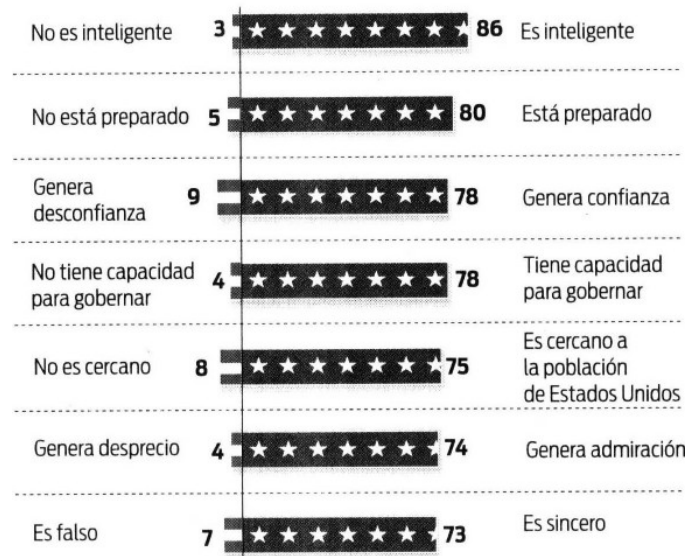 No es inteligente 3 86 Es inteligente
No está preparado 5 80 Está preparado
Genera
desconfianza 9 78 Genera confianza
No tiene capacidad
para gobernar 4 78 Tiene capacidad
para gobernar
No es cercano 8 75 Es cercano a
la población
de Estados Unidos
Genera desprecio 4 74 Genera admiración
Es falso 7 73 Es sincero